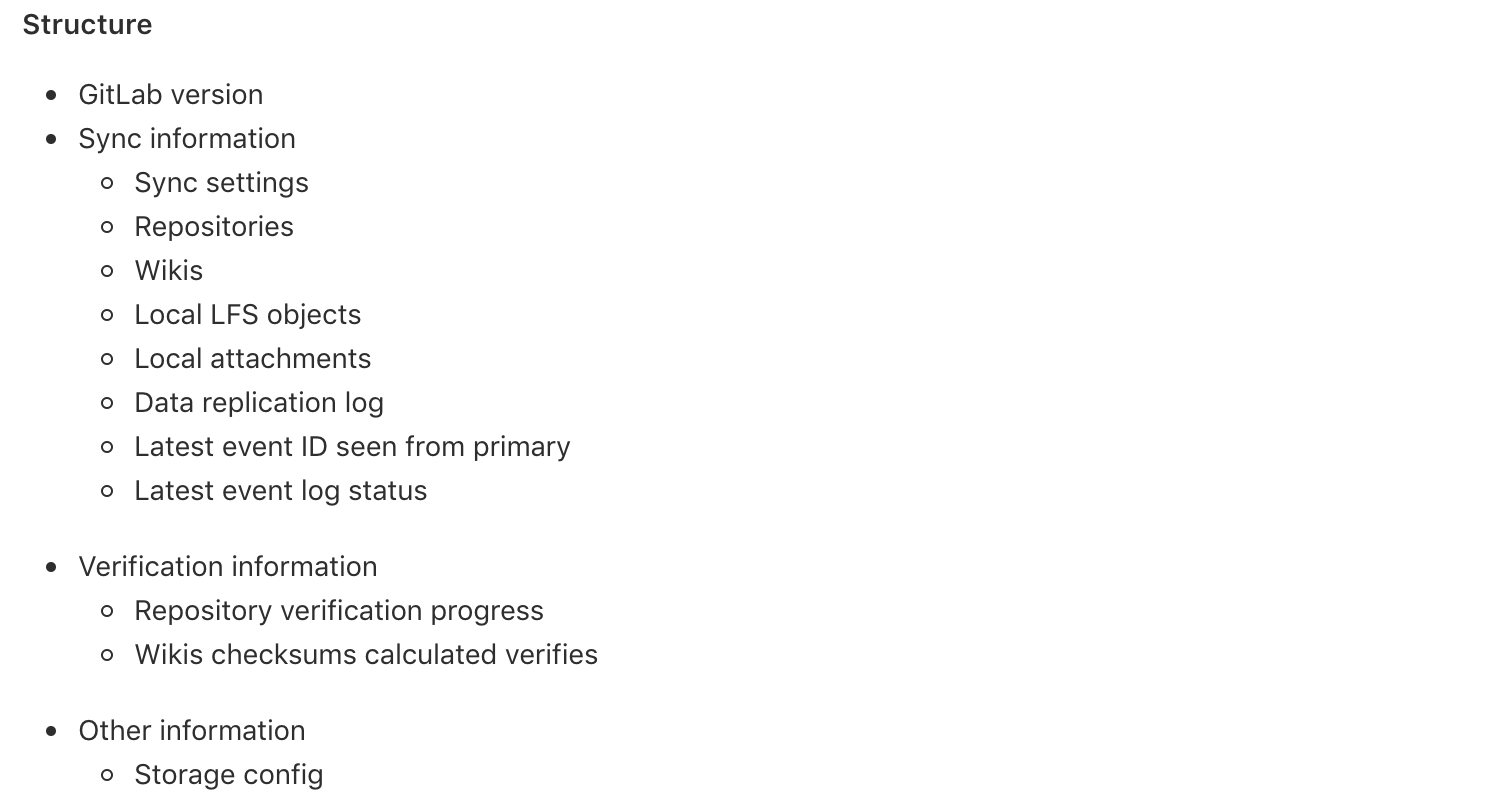 Structure
GitLab version
Sync information
Sync settings
Repositories
Wikis
Local LFS objects
Local attachments
Data replication log
Latest event ID seen from primary
Latest event log status
Verification information
Repository verification progress
Wikis checksums calculated verifies
Other information
Storage config